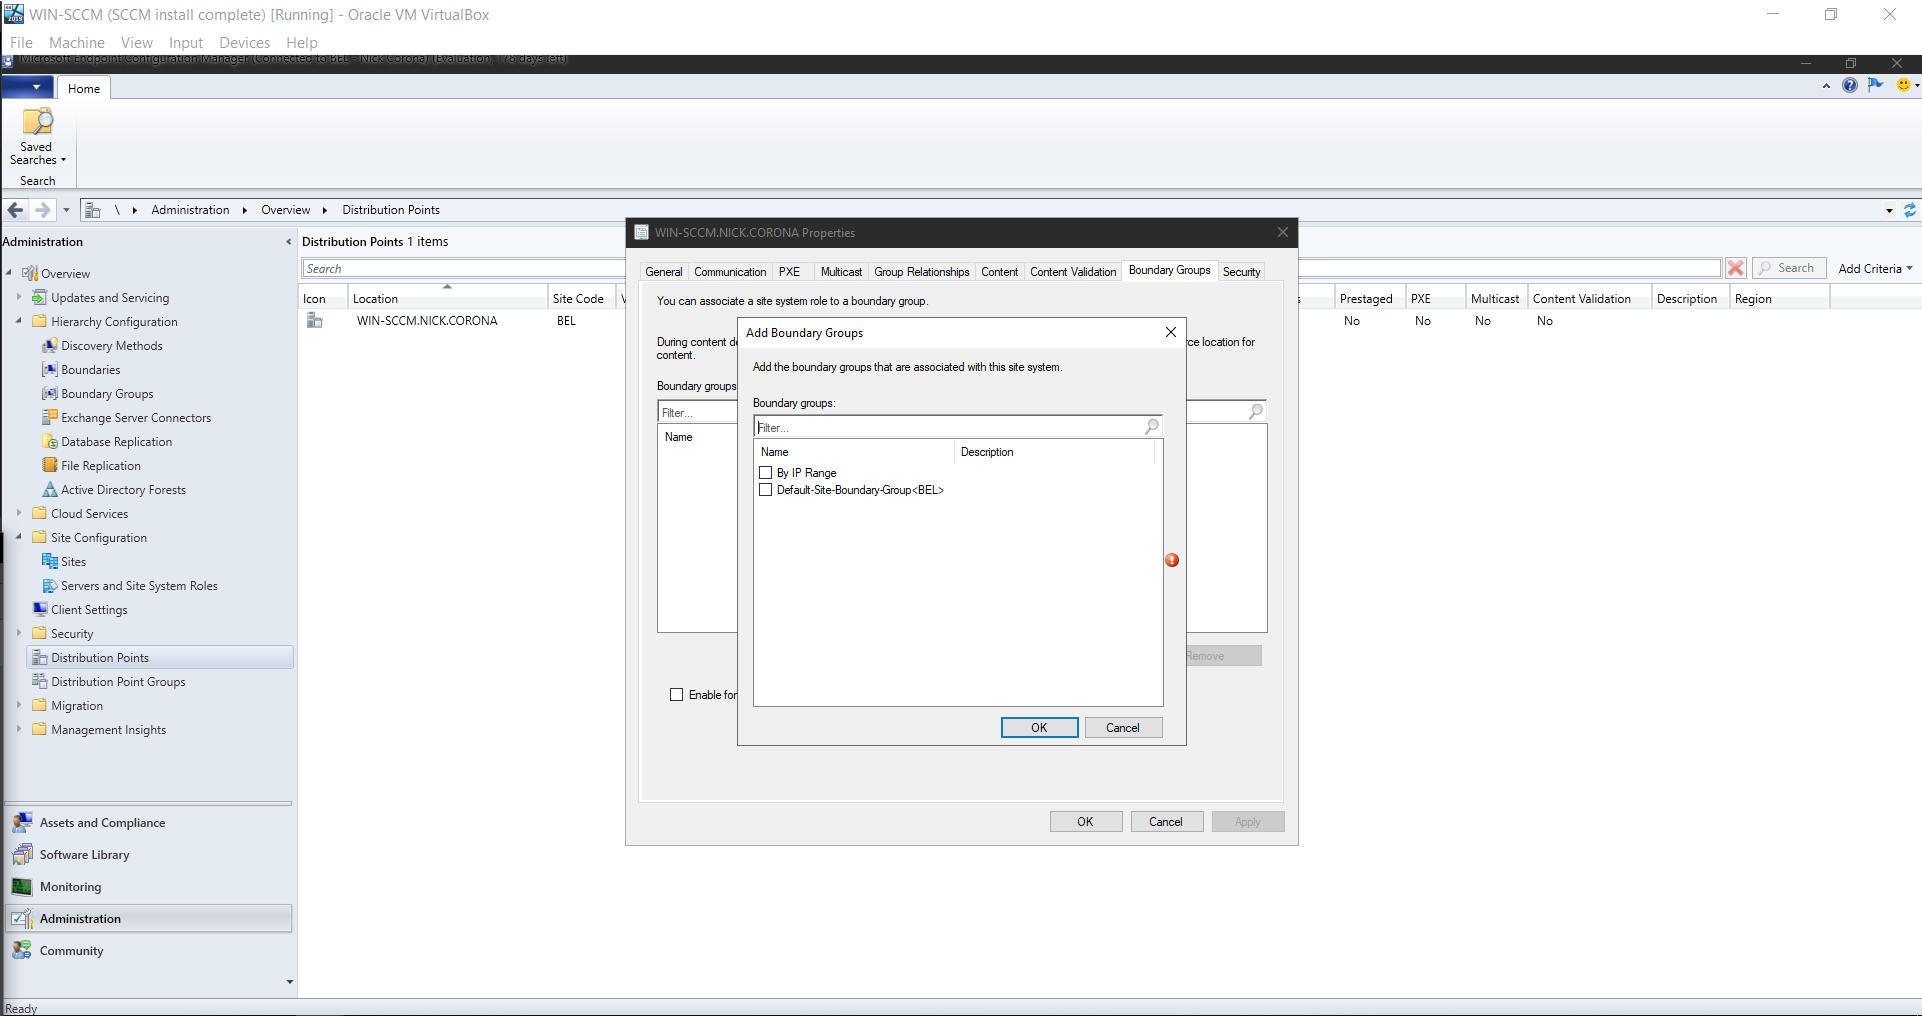 WIN-SCCM (SCCM install complete) [Running] - Oracle VM VirtualBox
File Machine View Input Devices Help
Microsoft Endpoint Configuration Manager (Connected to BEL - Nick Corona) (Evaluation, 178 days left)
Home
Saved
Searches
Search
\ Administration Overview Distribution Points
Administration
Overview
Updates and Servicing
Hierarchy Configuration
Discovery Methods
Boundaries
Boundary Groups
Exchange Server Connectors
Database Replication
File Replication
Active Directory Forests
Cloud Services
Site Configuration
Sites
Servers and Site System Roles
Client Settings
Security
Distribution Points
Distribution Point Groups
Migration
Management Insights
Assets and Compliance
Software Library
Monitoring
Administration
Community
Ready
Distribution Points 1 items
Search
Search Add Criteria
Icon Location Site Code Prestaged PXE Multicast Content Validation Description Region
WIN-SCCM.NICK.CORONA BEL No No No No
WIN-SCCM.NICK.CORONA Properties
General Communication PXE Multicast Group Relationships Content Content Validation Boundary Groups Security
You can associate a site system role to a boundary group.
During content de rce location for
content.
Boundary groups
Filter...
Name
Remove
Enable for
OK Cancel Apply
Add Boundary Groups
Add the boundary groups that are associated with this site system.
Boundary groups:
Filter...
Name Description
By IP Range
Default-Site-Boundary-Group<BEL>
OK Cancel